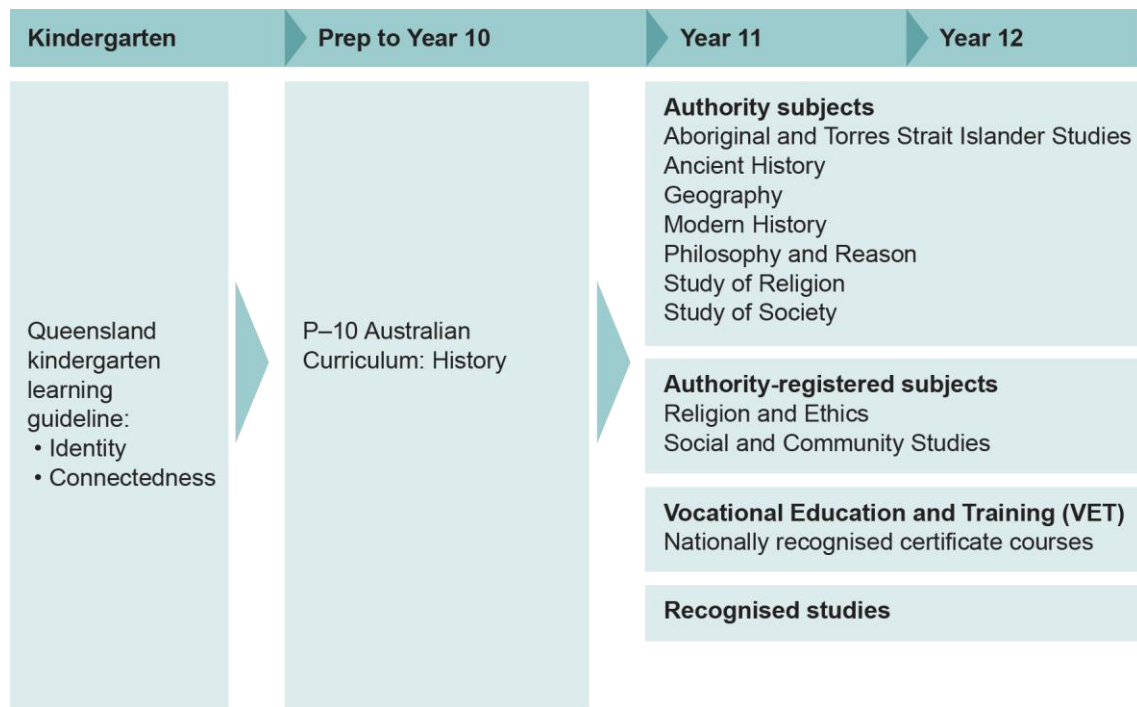 Kindergarten
Prep to Year 10
Year 11
Year 12
Queensland
kindergarten
learning
guideline:
• Identity
• Connectedness
P–10 Australian
Curriculum: History
Authority subjects
Aboriginal and Torres Strait Islander Studies
Ancient History
Geography
Modern History
Philosophy and Reason
Study of Religion
Study of Society
Authority-registered subjects
Religion and Ethics
Social and Community Studies
Vocational Education and Training (VET)
Nationally recognised certificate courses
Recognised studies